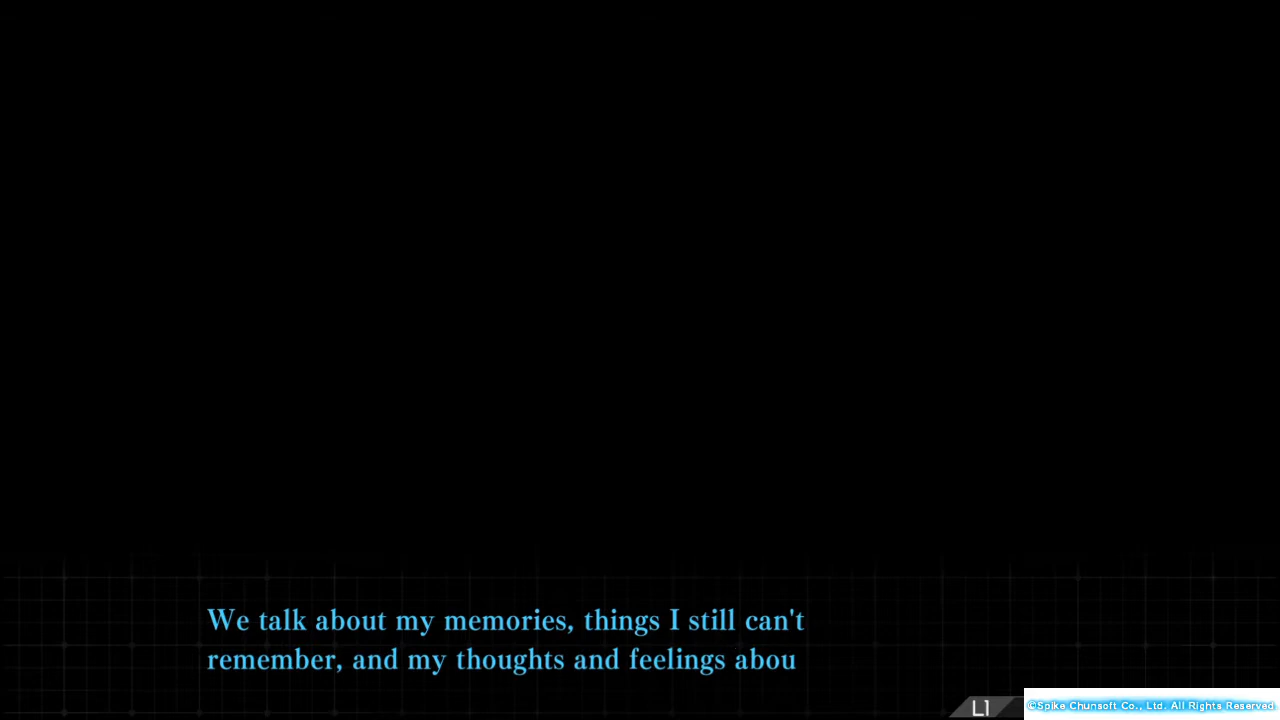 We talk about my memories, things I still can't
remember, and my thoughts and feelings abou
L1
©Spike Chunsoft Co., Ltd. All Rights Reserved